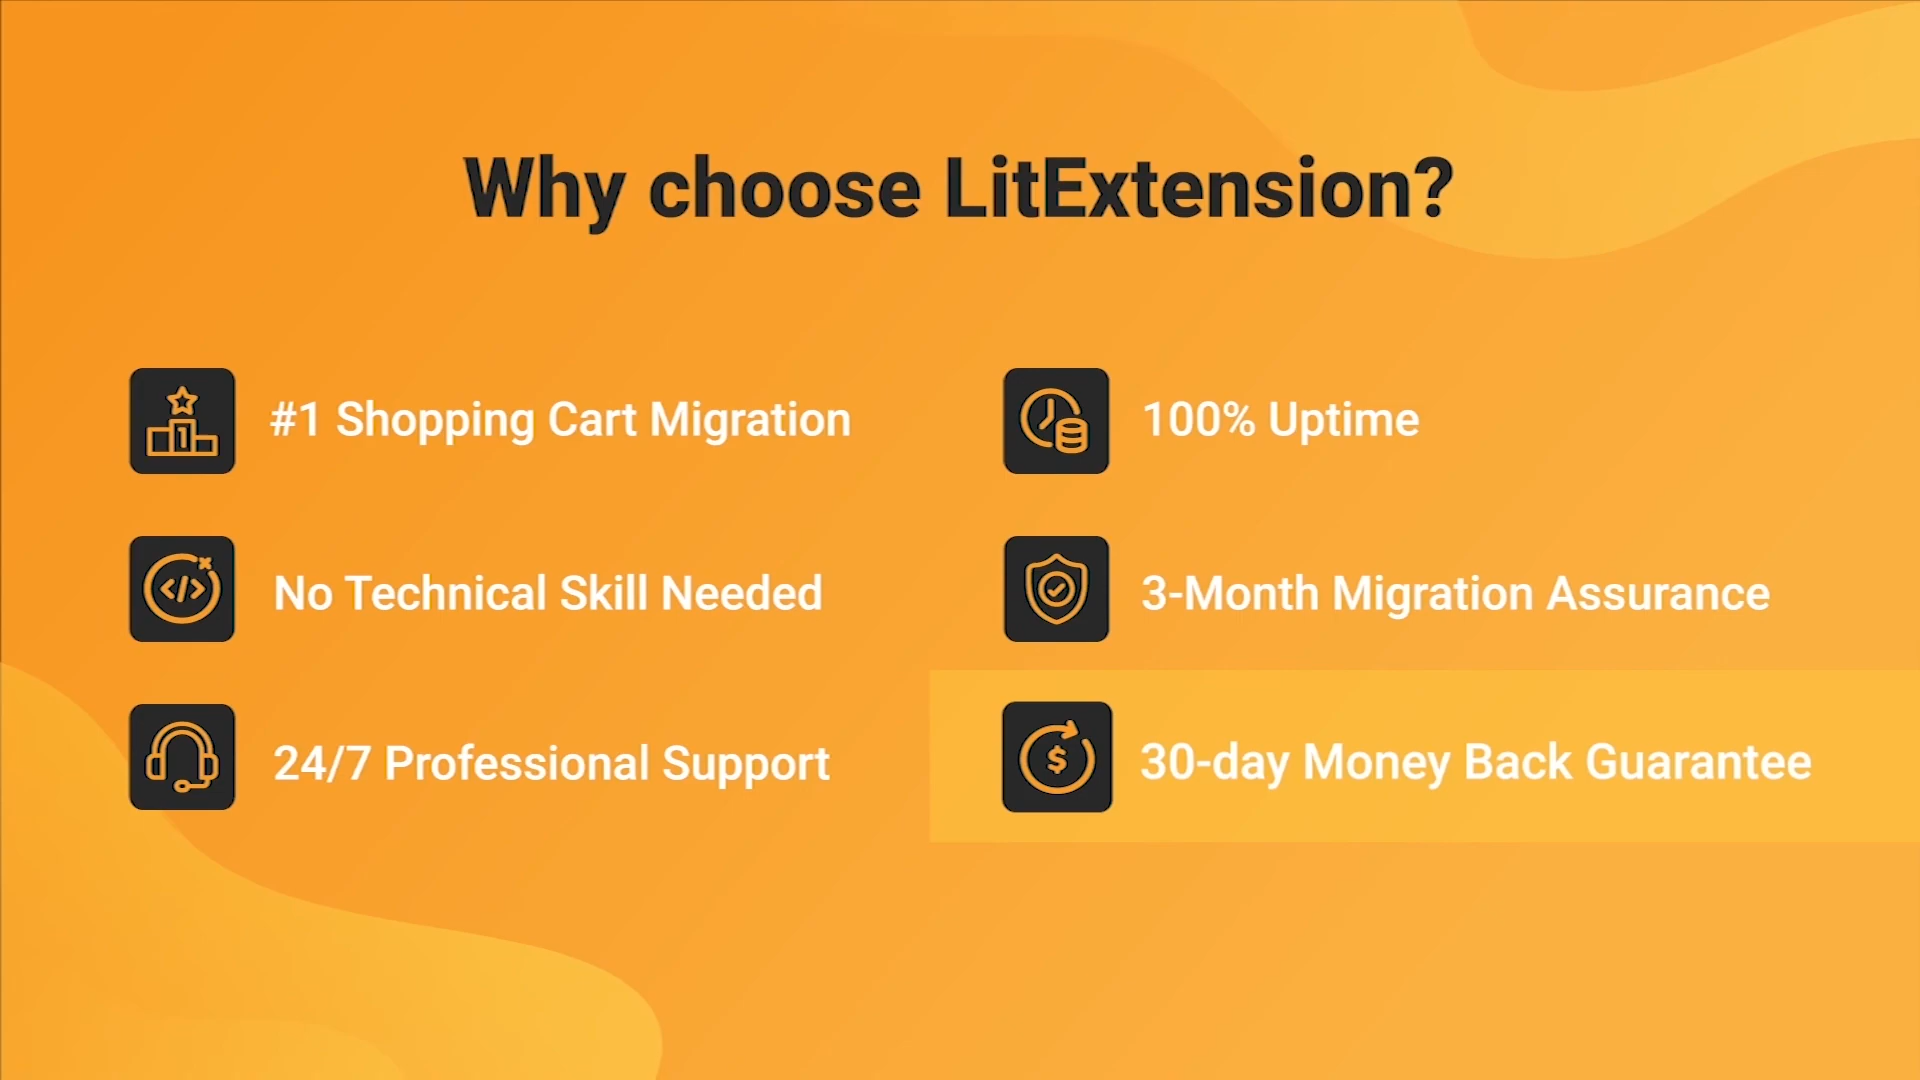 Why choose LitExtension?
#1 Shopping Cart Migration
100% Uptime
No Technical Skill Needed
3-Month Migration Assurance
24/7 Professional Support
30-day Money Back Guarantee